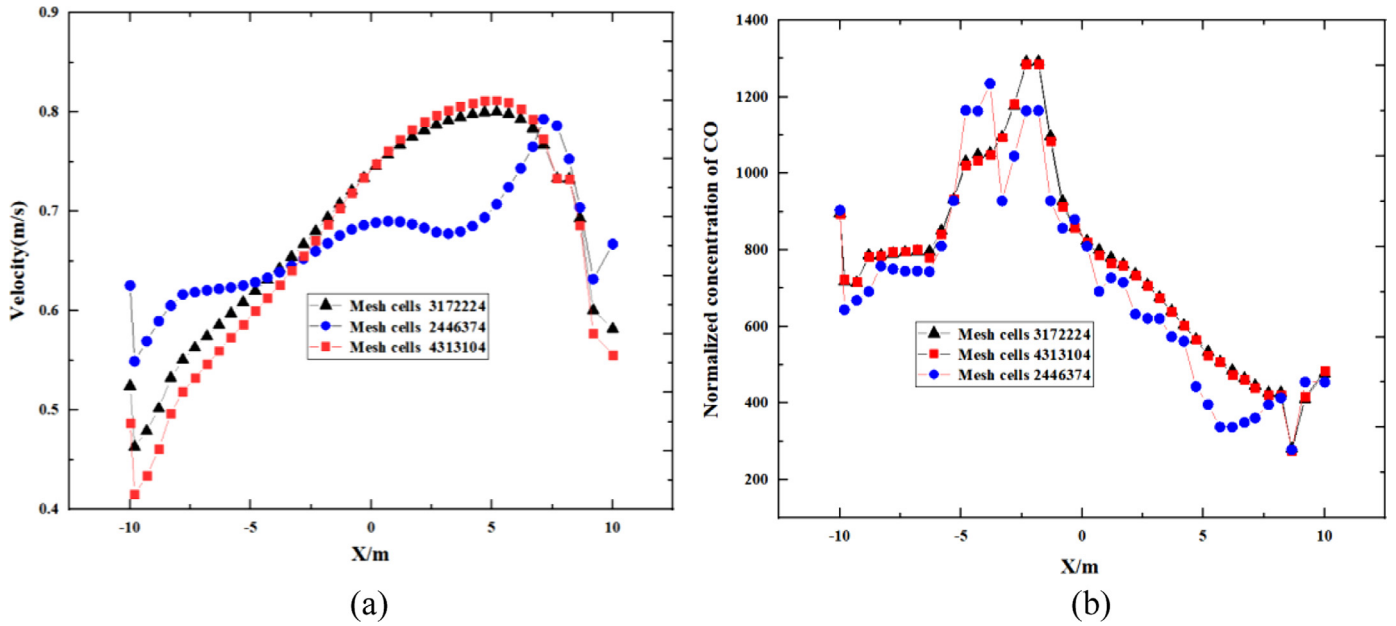 0.9
0.8
0.7
0.6
0.5
0.4
Velocity(m/s)
-10
-5
0
5
10
X/m
Mesh cells 3172224
Mesh cells 2446374
Mesh cells 4313104
(a)
1400
1200
1000
800
600
400
200
Normalized concentration of CO
-10
-5
0
5
10
X/m
Mesh cells 3172224
Mesh cells 4313104
Mesh cells 2446374
(b)